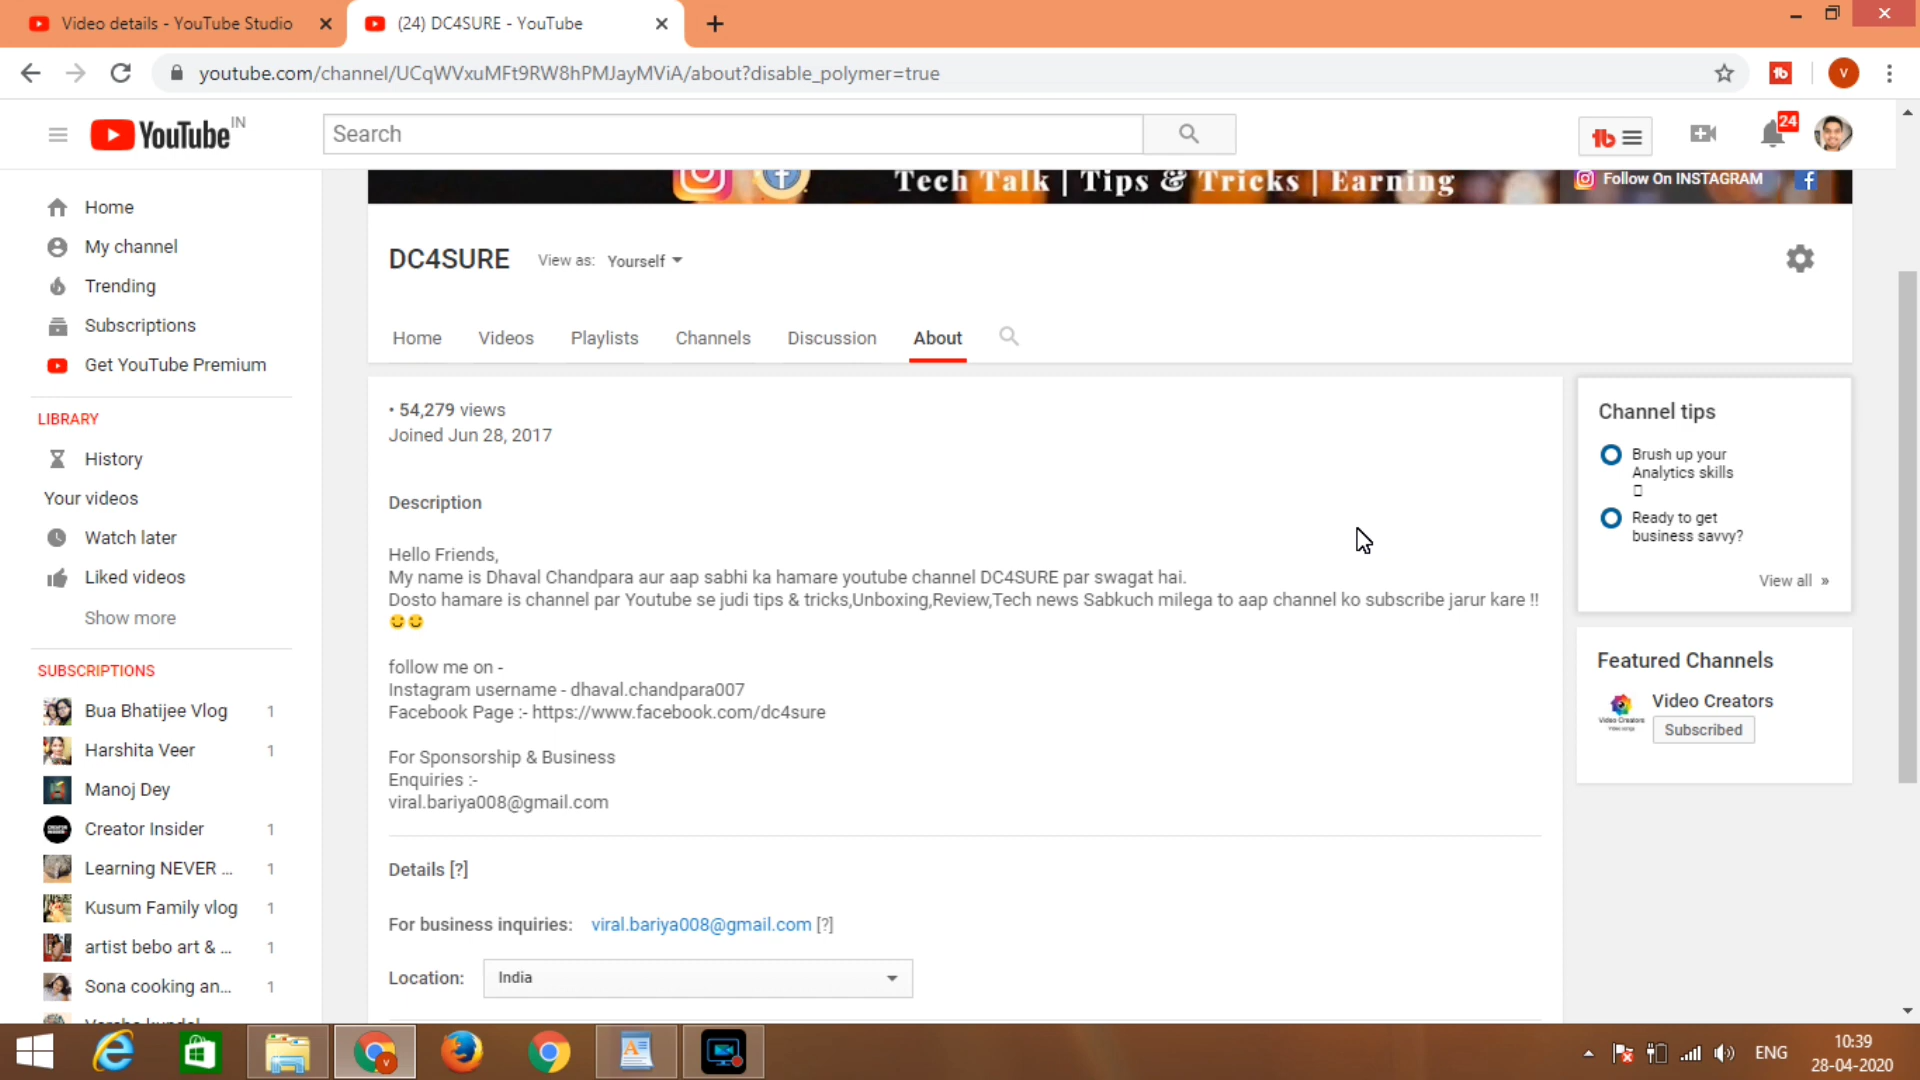 Video details - YouTube Studio
(24) DC4SURE - YouTube
youtube.com/channel/UCqWVxuMFt9RW8hPMJayMViA/about?disable_polymer=true
V
YouTube IN
Search
24
Tech Talk | Tips & Tricks | Earning
Follow On INSTAGRAM
Home
My channel
Trending
Subscriptions
Get YouTube Premium
LIBRARY
History
Your videos
Watch later
Liked videos
Show more
SUBSCRIPTIONS
Bua Bhatijee Vlog 1
Harshita Veer 1
Manoj Dey
Creator Insider 1
Learning NEVER ... 1
Kusum Family vlog 1
artist bebo art & ... 1
Sona cooking an... 1
DC4SURE View as: Yourself
Home Videos Playlists Channels Discussion About
• 54,279 views
Joined Jun 28, 2017
Description
Hello Friends,
My name is Dhaval Chandpara aur aap sabhi ka hamare youtube channel DC4SURE par swagat hai.
Dosto hamare is channel par Youtube se judi tips & tricks,Unboxing,Review,Tech news Sabkuch milega to aap channel ko subscribe jarur kare !!
follow me on -
Instagram username - dhaval.chandpara007
Facebook Page :- https://www.facebook.com/dc4sure
For Sponsorship & Business
Enquiries :-
viral.bariya008@gmail.com
Details [?]
For business inquiries: viral.bariya008@gmail.com [?]
Location: India
Channel tips
Brush up your
Analytics skills
Ready to get
business savvy?
View all »
Featured Channels
Video Creators
Subscribed
ENG
10:39
28-04-2020